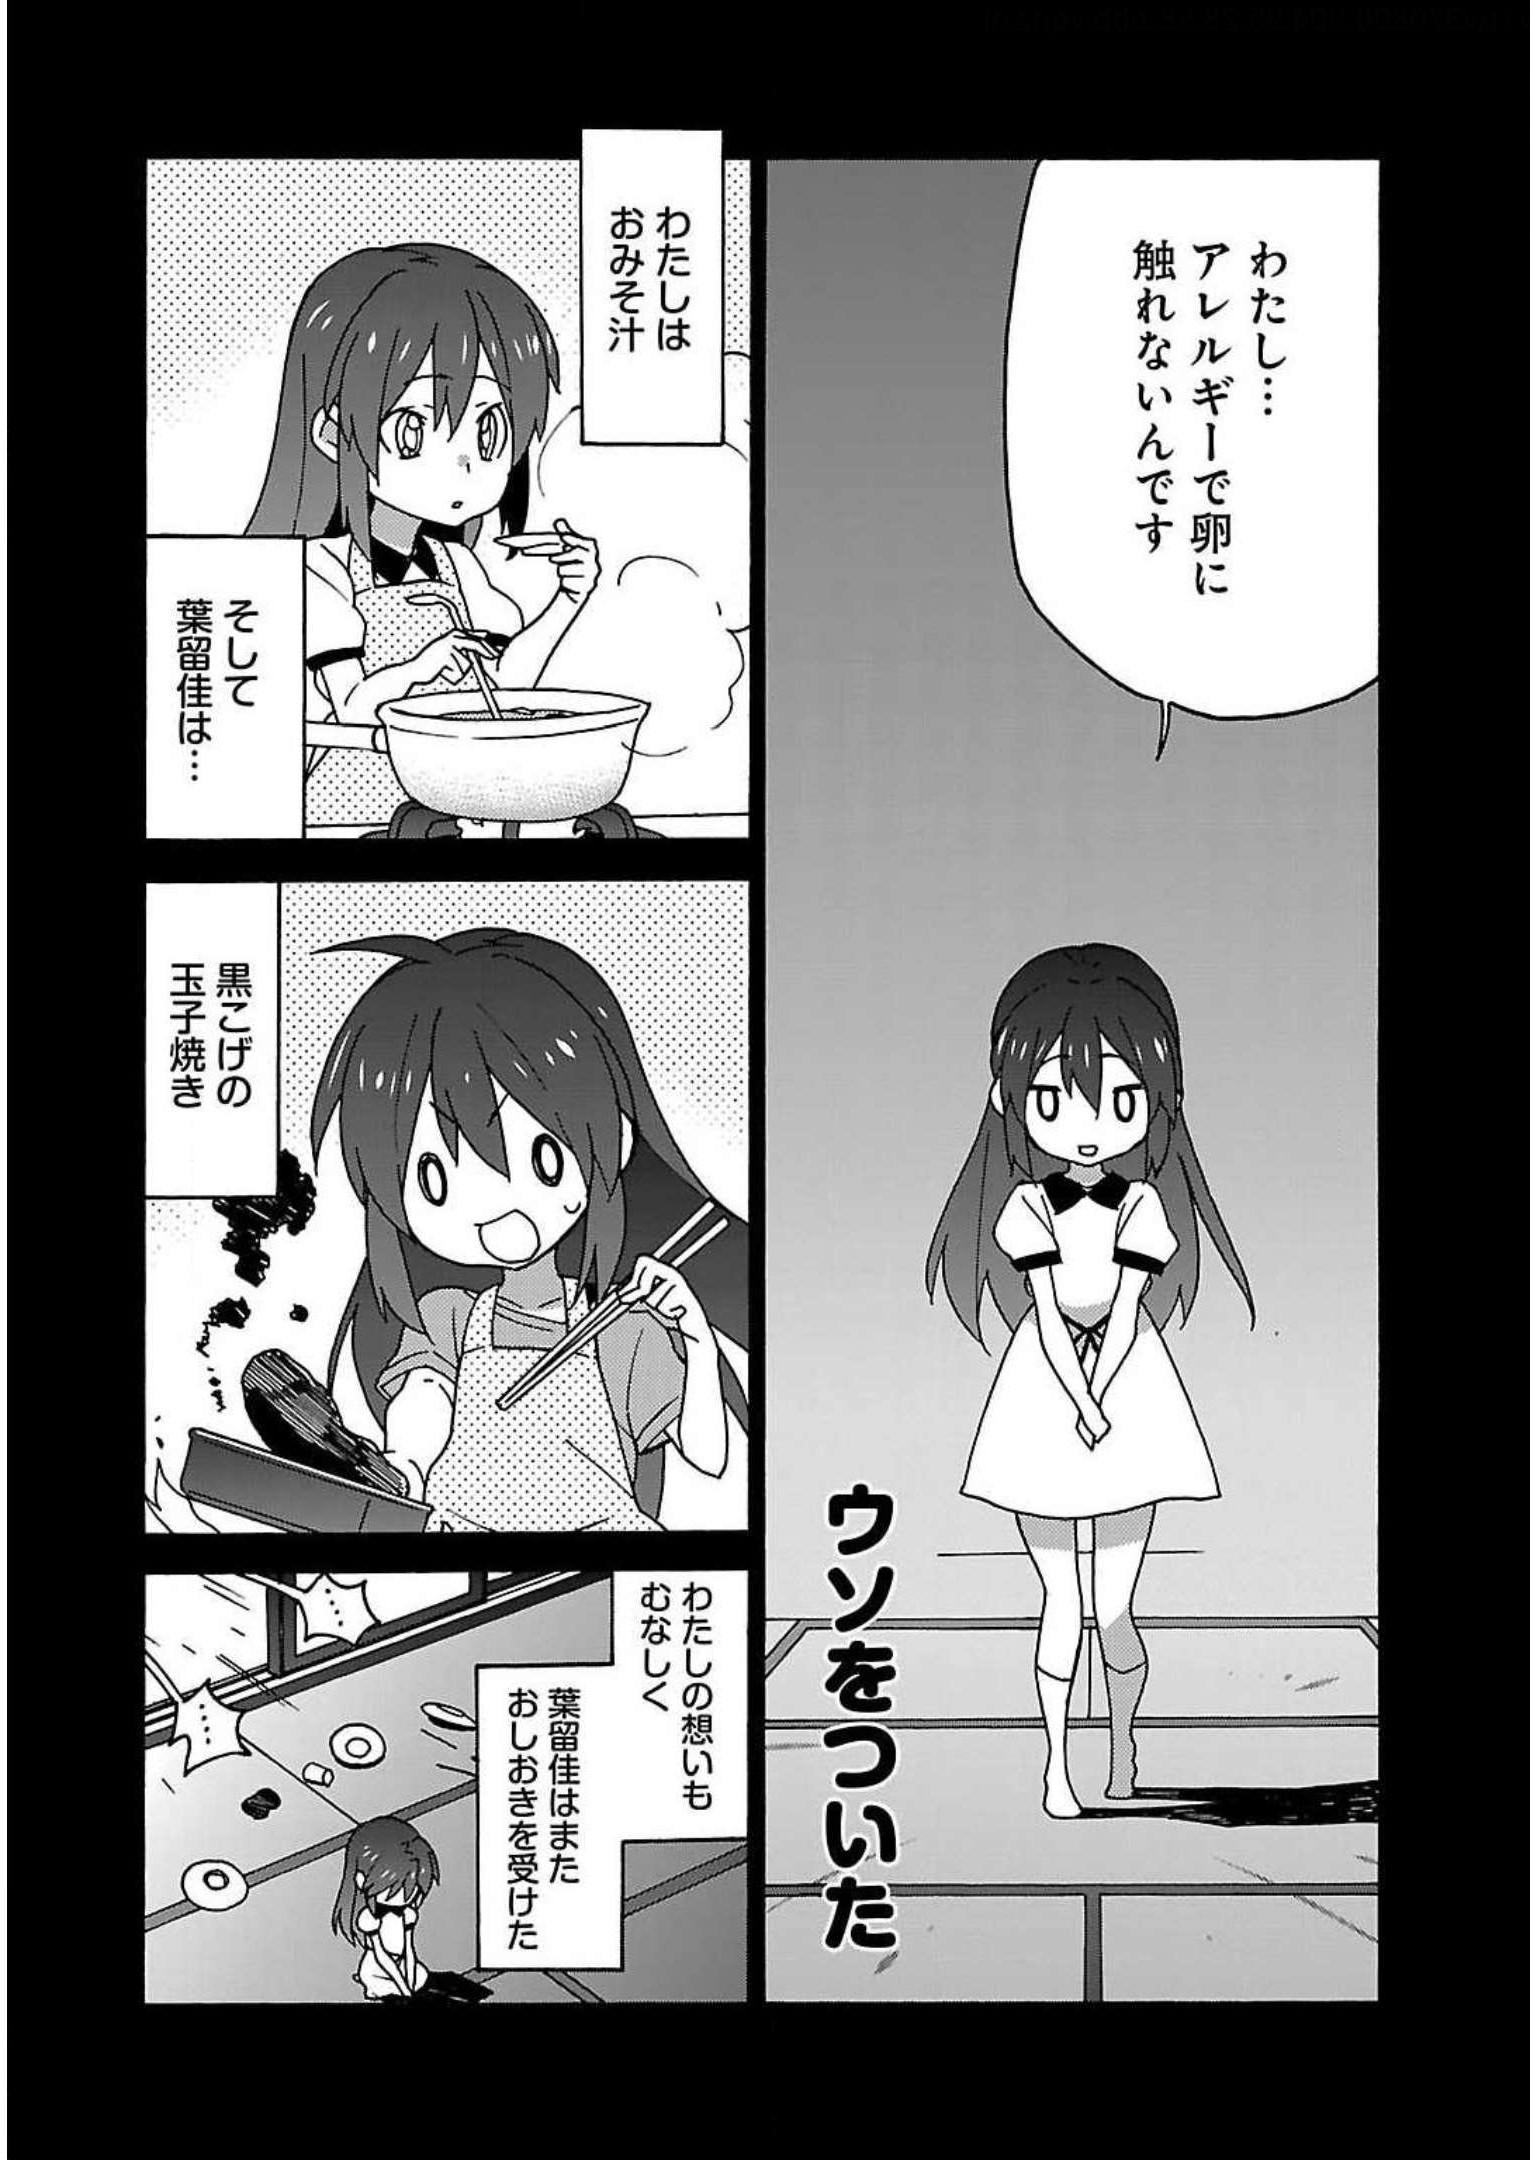 わたし…
アレルギーで卵に
触れないんです
ウソをついた
わたしは
おみそ汁
そして
葉留佳は…
黒こげの
玉子焼き
わたしの想いも
むなしく
葉留佳はまた
おしおきを受けた
……
……